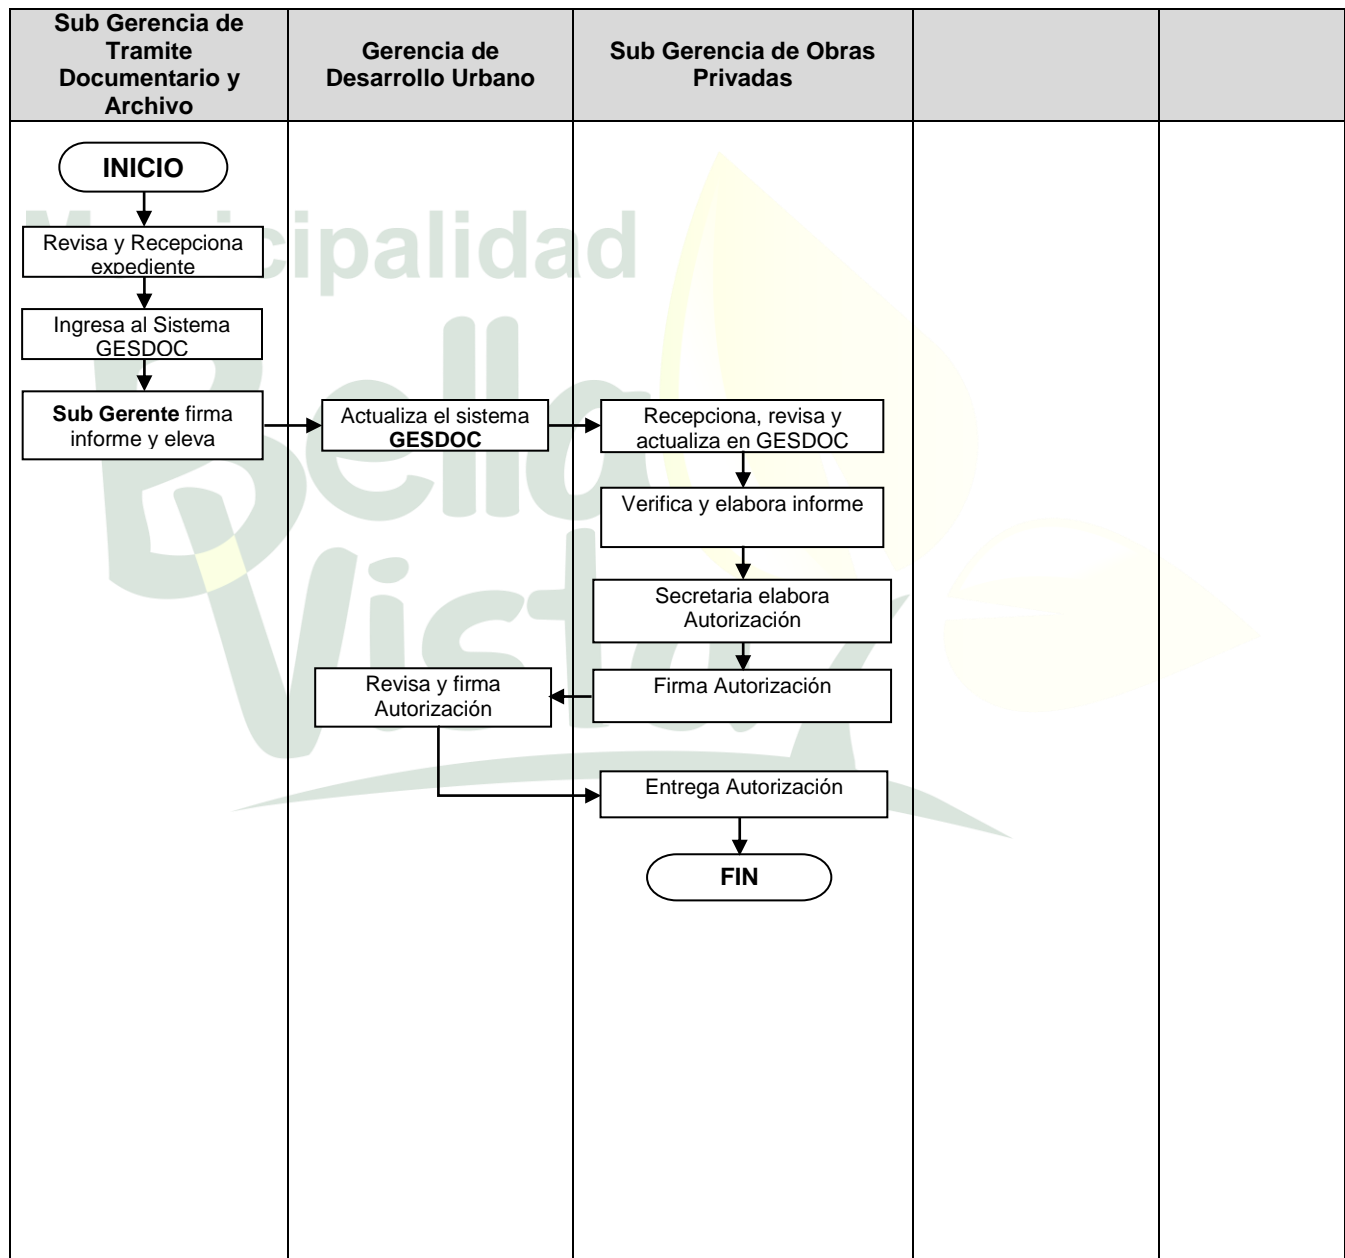 Sub Gerencia de
Tramite
Documentario y
Archivo
Gerencia de
Desarrollo Urbano
Sub Gerencia de Obras
Privadas
INICIO
Municipalidad
Revisa y Recepciona
expediente
Ingresa al Sistema
GESDOC
Bella
Vista
Sub Gerente firma
informe y eleva
Actualiza el sistema
GESDOC
Recepciona, revisa y
actualiza en GESDOC
Verifica y elabora informe
Secretaria elabora
Autorización
Firma Autorización
Revisa y firma
Autorización
Entrega Autorización
FIN